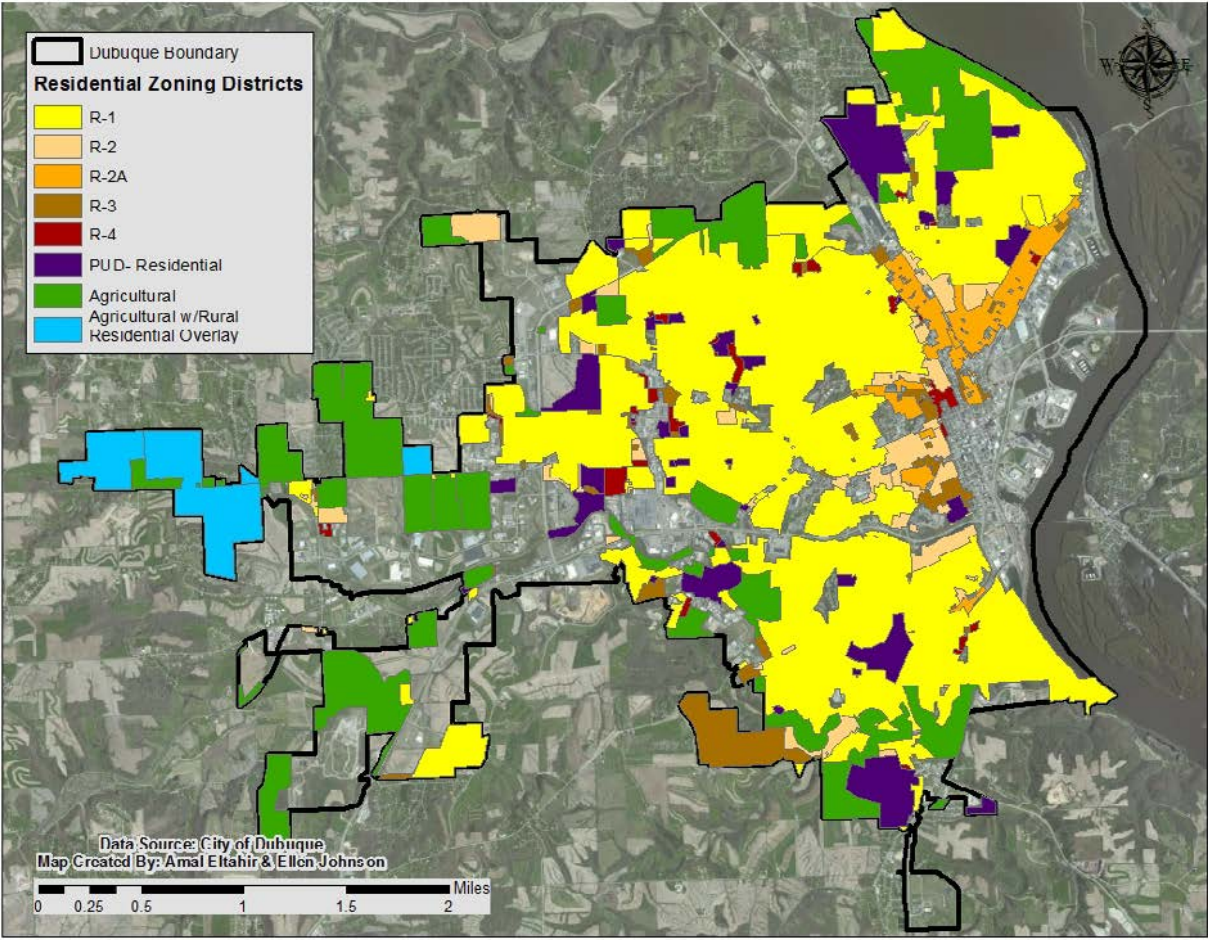 Dubuque Boundary
Residential Zoning Districts
R-1
R-2
R-2A
R-3
R-4
PUD- Residential
Agricultural
Agricultural w/Rural
Residential Overlay
N
W
E
S
Data Source: City of Dubuque
Map Created By: Amal Eltahir & Ellen Johnson
Miles
0 0.25 0.5 1 1.5 2